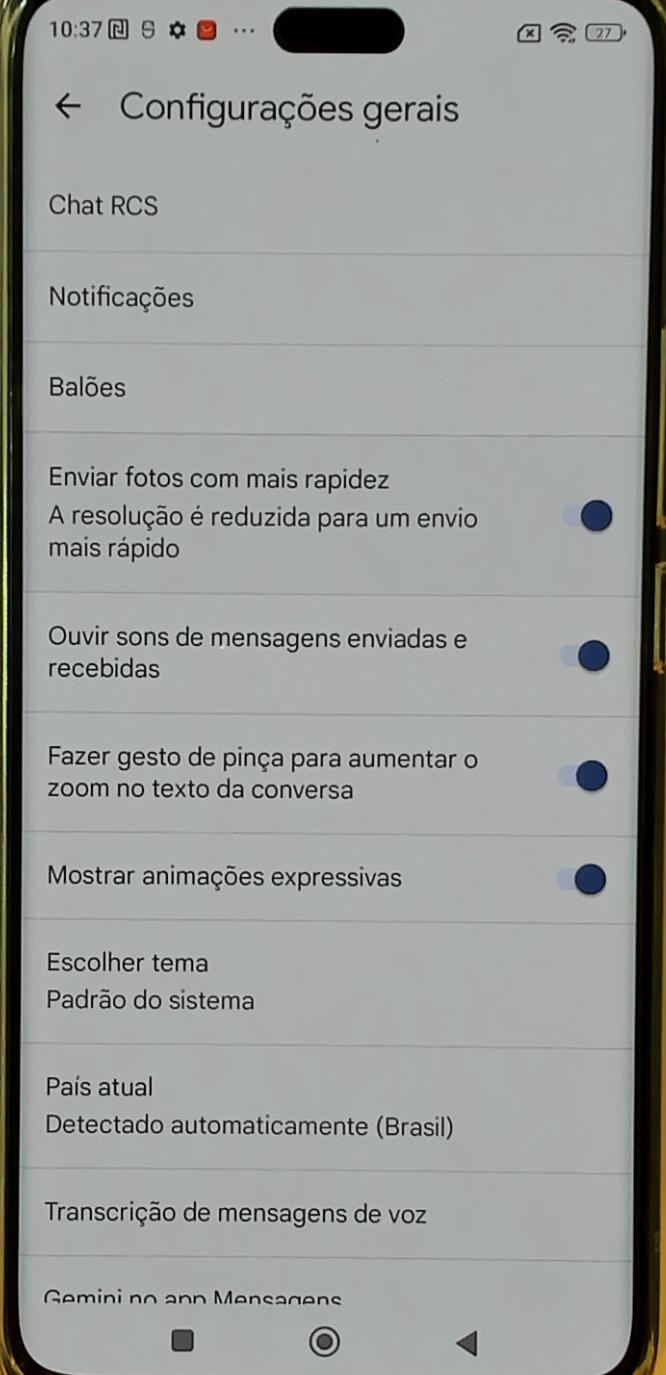 10:37
27
Configurações gerais
Chat RCS
Notificações
Balões
Enviar fotos com mais rapidez
A resolução é reduzida para um envio
mais rápido
Ouvir sons de mensagens enviadas e
recebidas
Fazer gesto de pinça para aumentar o
zoom no texto da conversa
Mostrar animações expressivas
Escolher tema
Padrão do sistema
País atual
Detectado automaticamente (Brasil)
Transcrição de mensagens de voz
Gemini no app Mensagens